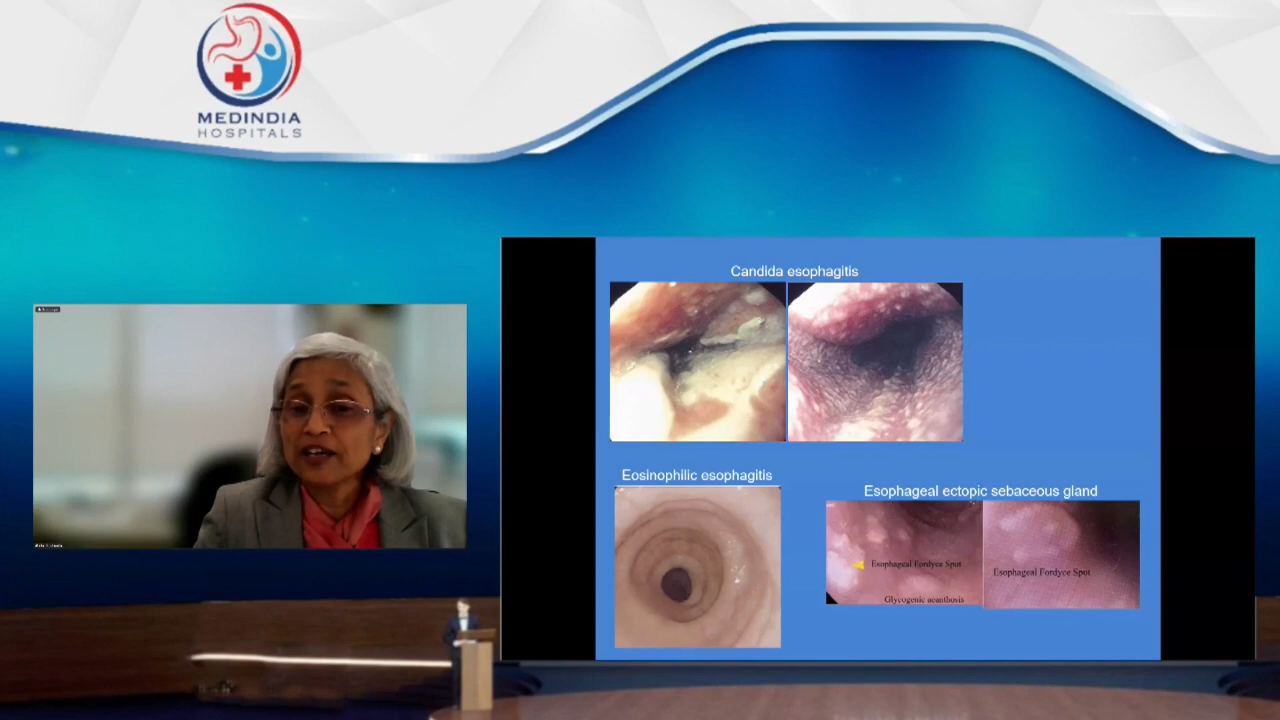 MEDINDIA
HOSPITALS
Candida esophagitis
Eosinophilic esophagitis
Esophageal ectopic sebaceous gland
Esophageal Fordyce Spot
Glycogenic acanthosis
Esophageal Fordyce Spot